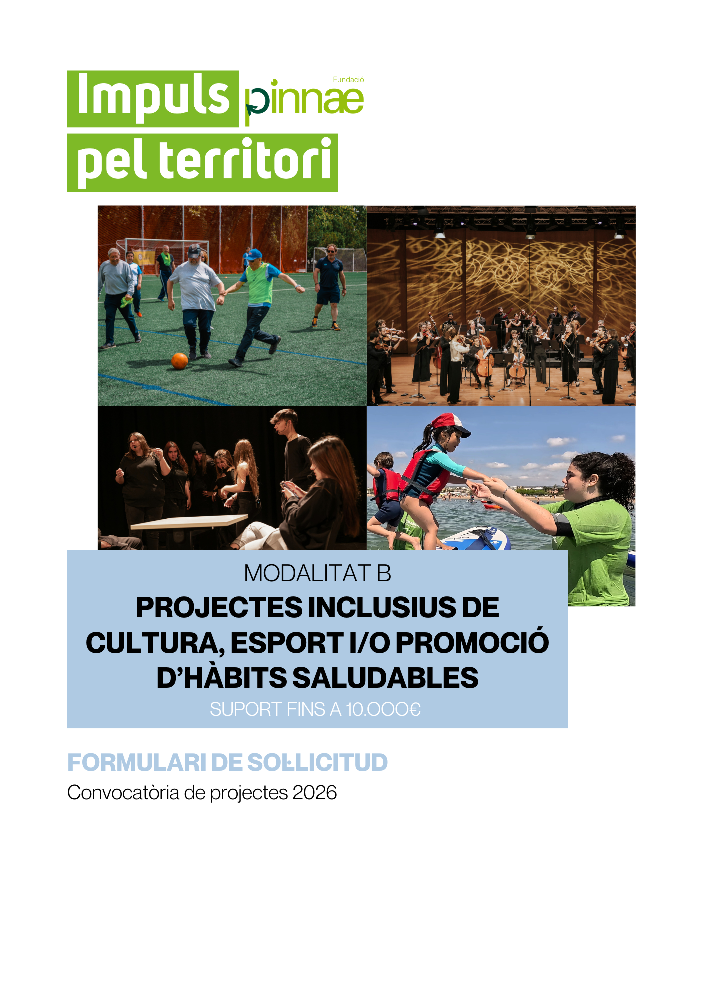 Impuls
Fundació
pinnae
pel territori
MODALITAT B
PROJECTES INCLUSIUS DE
CULTURA, ESPORT I/O PROMOCIÓ
D’HÀBITS SALUDABLES
SUPORT FINS A 10.000€
FORMULARI DE SOL·LICITUD
Convocatòria de projectes 2026